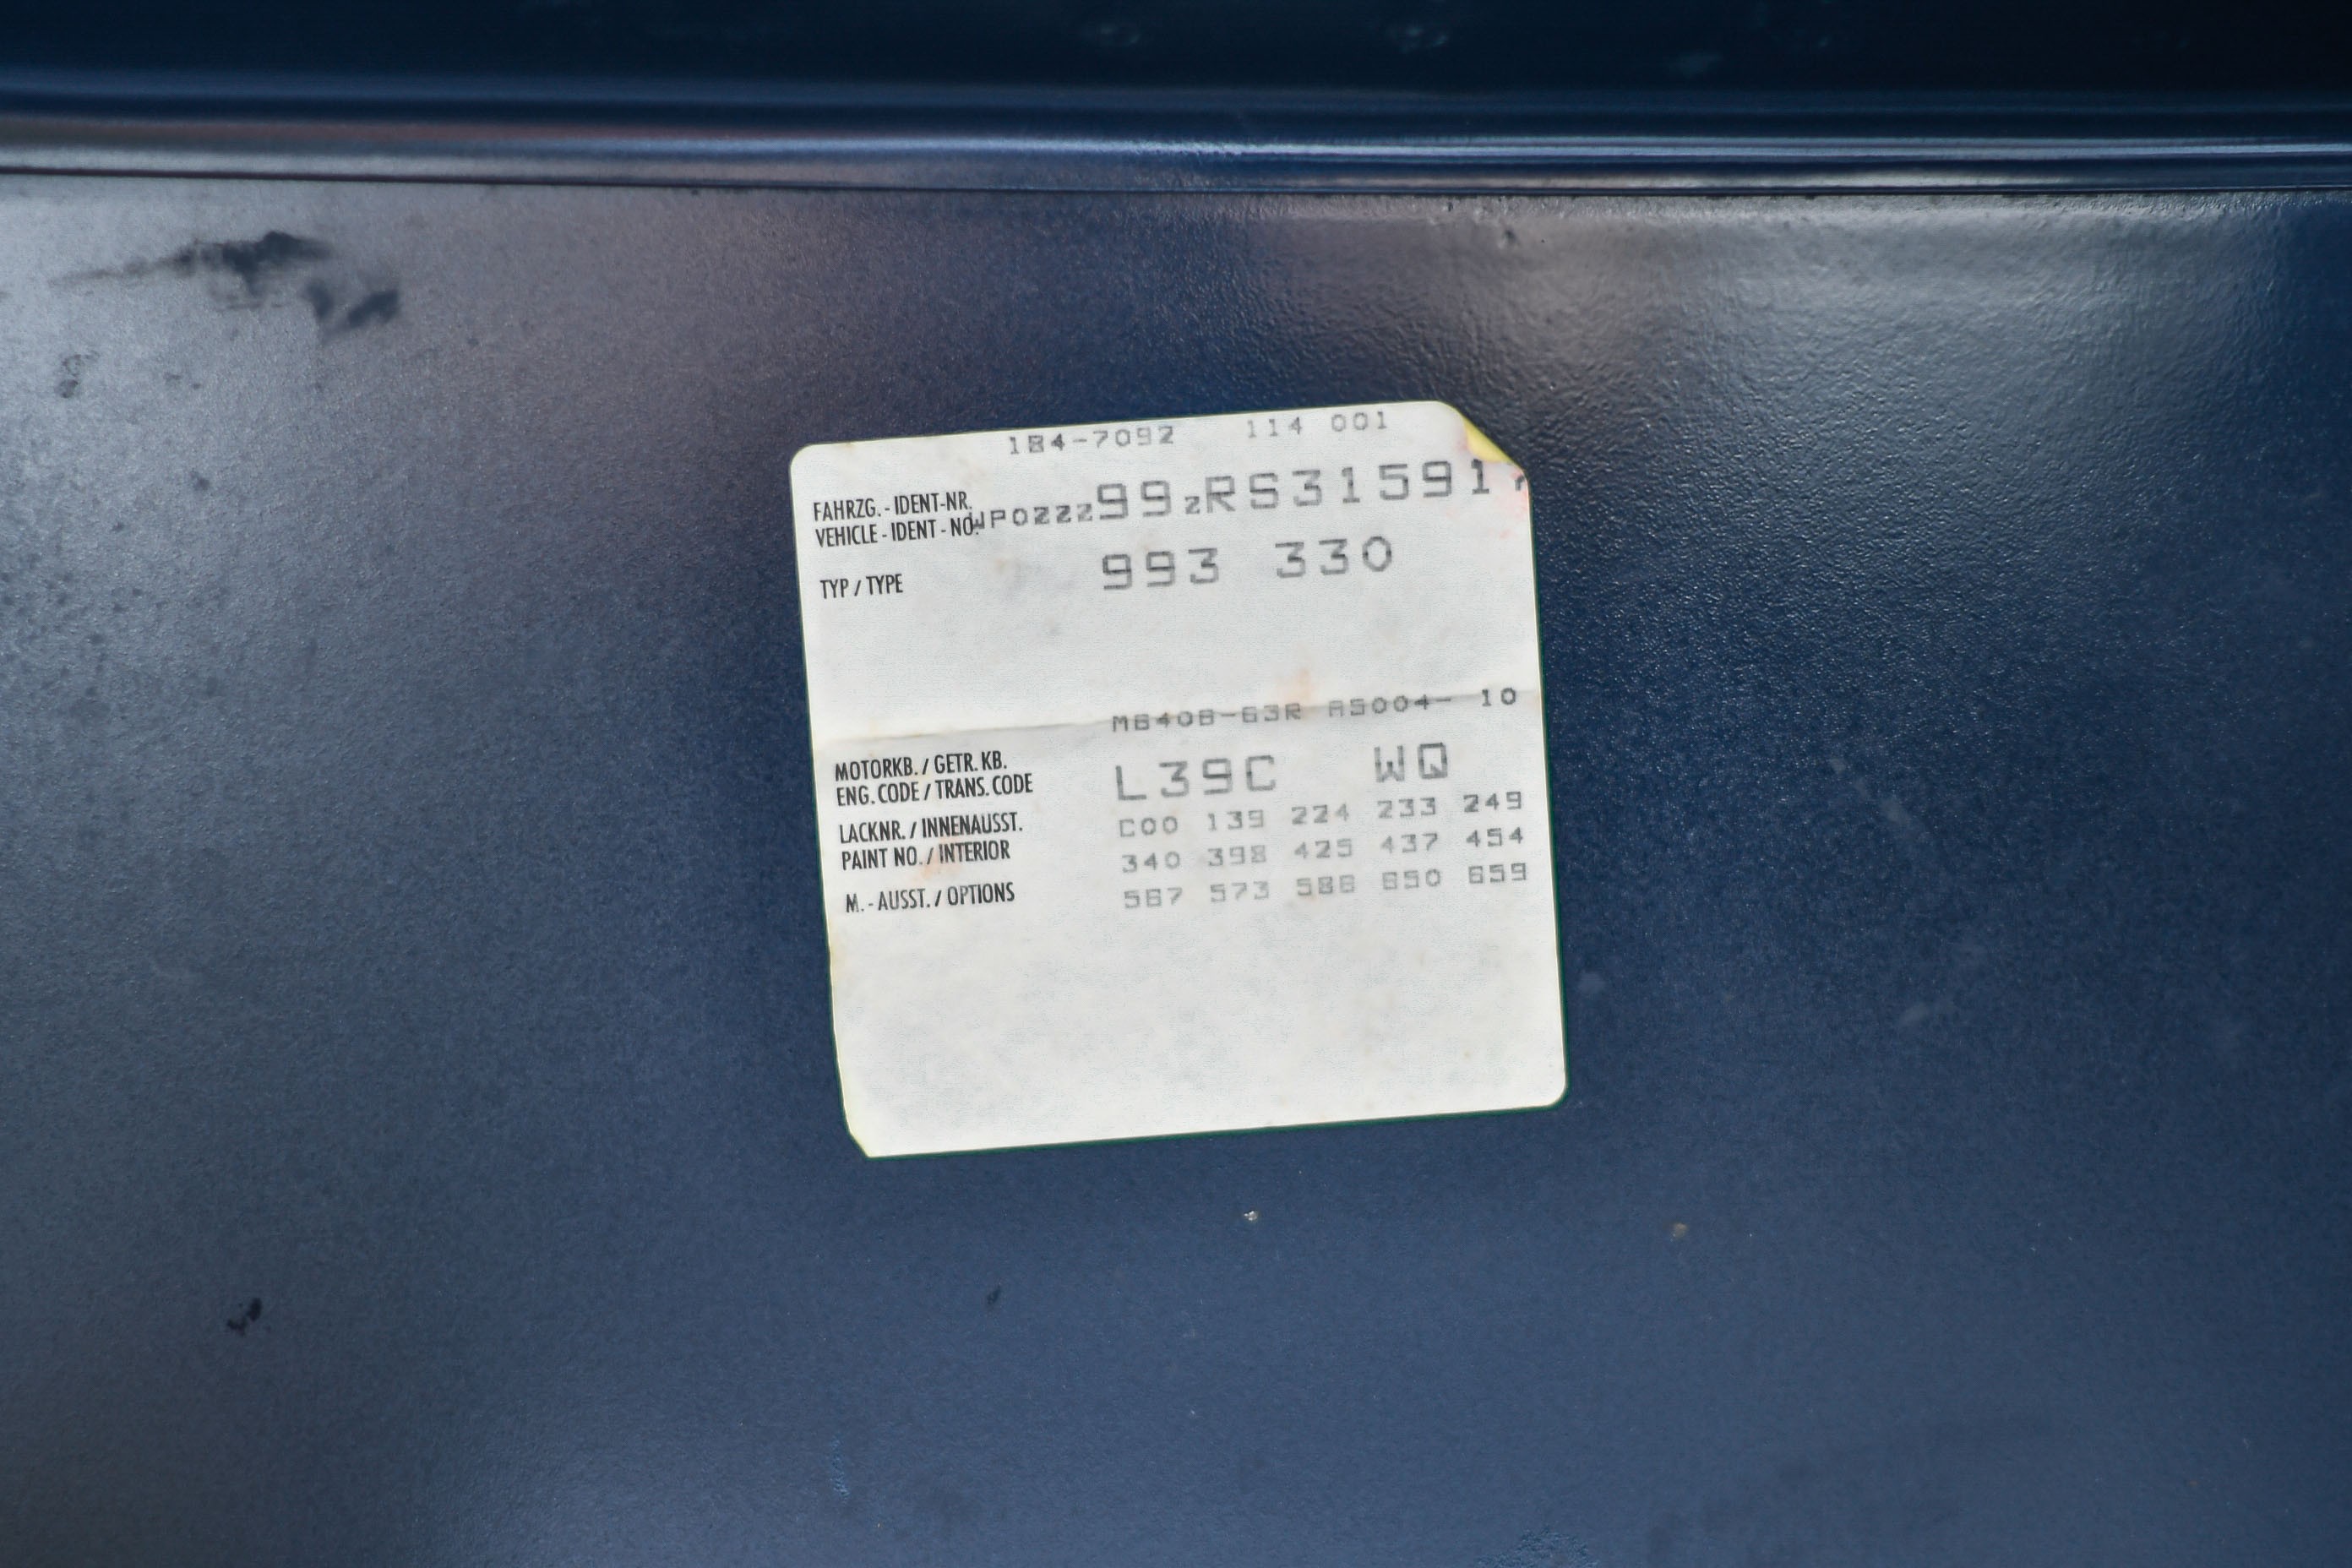 184-7092 114 001
FAHRZG.-IDENT-NR.
VEHICLE-IDENT-NO. WP0ZZZ99ZRS31591
TYP / TYPE 993 330
M6408-63R A5004- 10
MOTORKB. / GETR. KB.
ENG. CODE / TRANS. CODE L39C WQ
LACKNR. / INNENAUSST. C00 139 224 233 249
PAINT NO. / INTERIOR 340 398 425 437 454
M.-AUSST. / OPTIONS 567 573 586 650 659